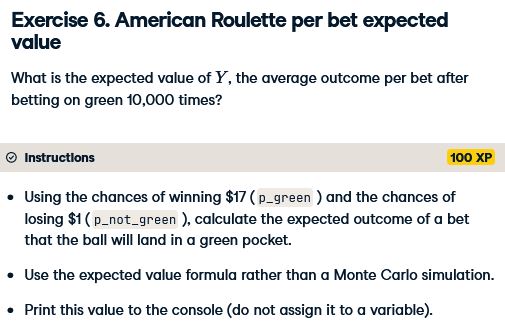 Exercise 6. American Roulette per bet expected
value
What is the expected value of Y, the average outcome per bet after
betting on green 10,000 times?
Instructions
100 XP
• Using the chances of winning $17 ( p_green ) and the chances of
losing $1 ( p_not_green ), calculate the expected outcome of a bet
that the ball will land in a green pocket.
• Use the expected value formula rather than a Monte Carlo simulation.
• Print this value to the console (do not assign it to a variable).